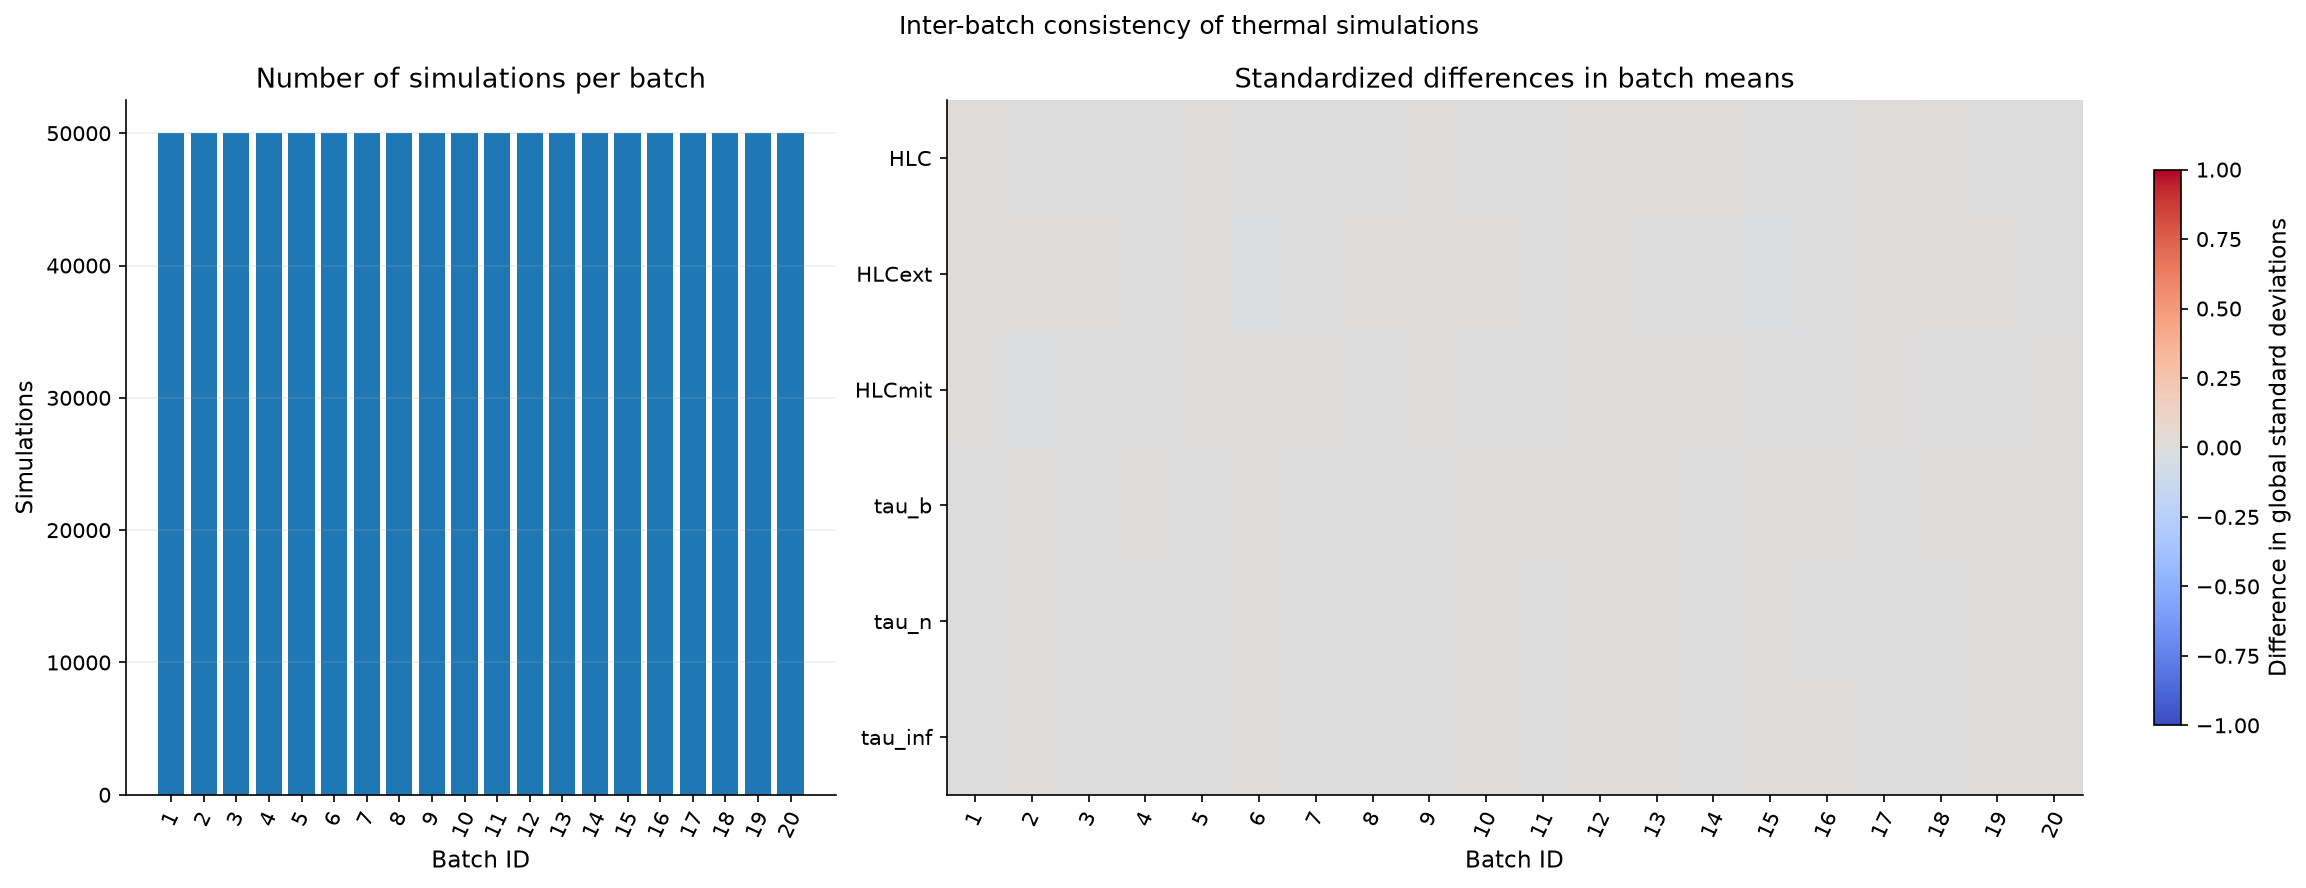 Inter-batch consistency of thermal simulations
Number of simulations per batch
Simulations
50000
40000
30000
20000
10000
0
1 2 3 4 5 6 7 8 9 10 11 12 13 14 15 16 17 18 19 20
Batch ID
Standardized differences in batch means
HLC
HLCext
HLCmit
tau_b
tau_n
tau_inf
1 2 3 4 5 6 7 8 9 10 11 12 13 14 15 16 17 18 19 20
Batch ID
1.00
0.75
0.50
0.25
0.00
−0.25
−0.50
−0.75
−1.00
Difference in global standard deviations